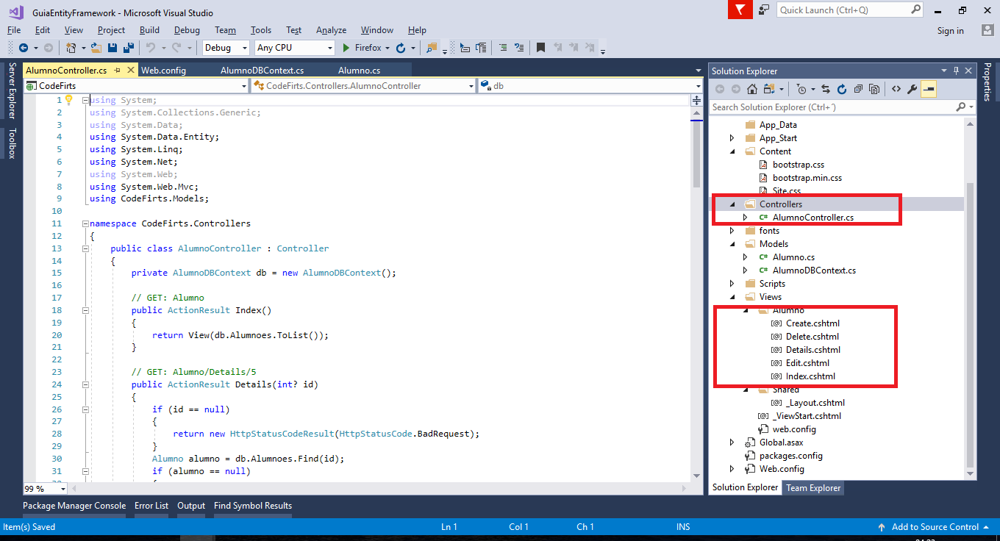 GuiaEntityFramework - Microsoft Visual Studio
Quick Launch (Ctrl+Q)
File Edit View Project Build Debug Team Tools Test Analyze Window Help
Sign in
Debug Any CPU Firefox
Server Explorer
Toolbox
AlumnoController.cs Web.config AlumnoDBContext.cs Alumno.cs
CodeFirts CodeFirts.Controllers.AlumnoController db
1 using System;
2 using System.Collections.Generic;
3 using System.Data;
4 using System.Data.Entity;
5 using System.Linq;
6 using System.Net;
7 using System.Web;
8 using System.Web.Mvc;
9 using CodeFirts.Models;
10
11 namespace CodeFirts.Controllers
12 {
13 public class AlumnoController : Controller
14 {
15 private AlumnoDBContext db = new AlumnoDBContext();
16
17 // GET: Alumno
18 public ActionResult Index()
19 {
20 return View(db.Alumnoes.ToList());
21 }
22
23 // GET: Alumno/Details/5
24 public ActionResult Details(int? id)
25 {
26 if (id == null)
27 {
28 return new HttpStatusCodeResult(HttpStatusCode.BadRequest);
29 }
30 Alumno alumno = db.Alumnoes.Find(id);
31 if (alumno == null)
99 %
Solution Explorer
Search Solution Explorer (Ctrl+´)
App_Data
App_Start
Content
bootstrap.css
bootstrap.min.css
Site.css
Controllers
C# AlumnoController.cs
fonts
Models
C# Alumno.cs
C# AlumnoDBContext.cs
Scripts
Views
Alumno
[@] Create.cshtml
[@] Delete.cshtml
[@] Details.cshtml
[@] Edit.cshtml
[@] Index.cshtml
Shared
[@] _Layout.cshtml
[@] _ViewStart.cshtml
web.config
Global.asax
packages.config
Web.config
Solution Explorer Team Explorer
Properties
Package Manager Console Error List Output Find Symbol Results
Item(s) Saved Ln 1 Col 1 Ch 1 INS Add to Source Control